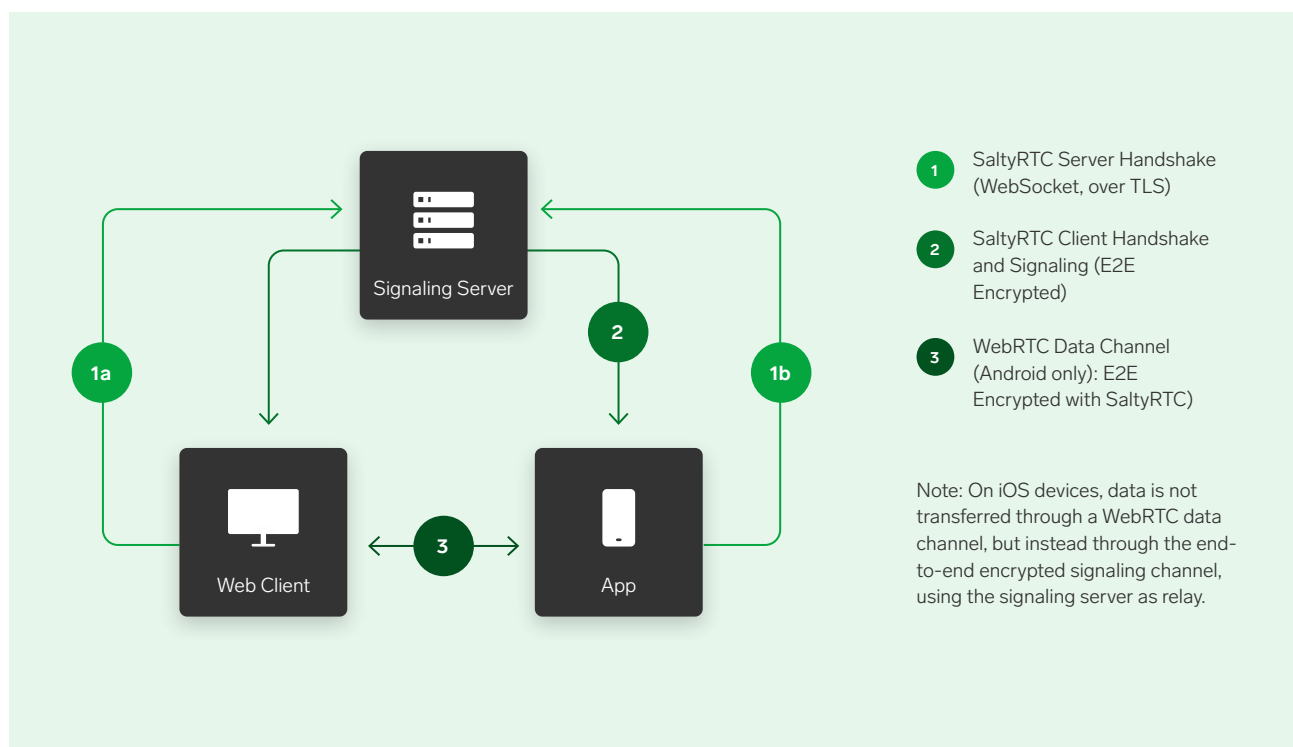 Signaling Server
2
1a
1b
3
Web Client
App
1
SaltyRTC Server Handshake
(WebSocket, over TLS)
2
SaltyRTC Client Handshake
and Signaling (E2E
Encrypted)
3
WebRTC Data Channel
(Android only): E2E
Encrypted with SaltyRTC)
Note: On iOS devices, data is not
transferred through a WebRTC data
channel, but instead through the end-
to-end encrypted signaling channel,
using the signaling server as relay.